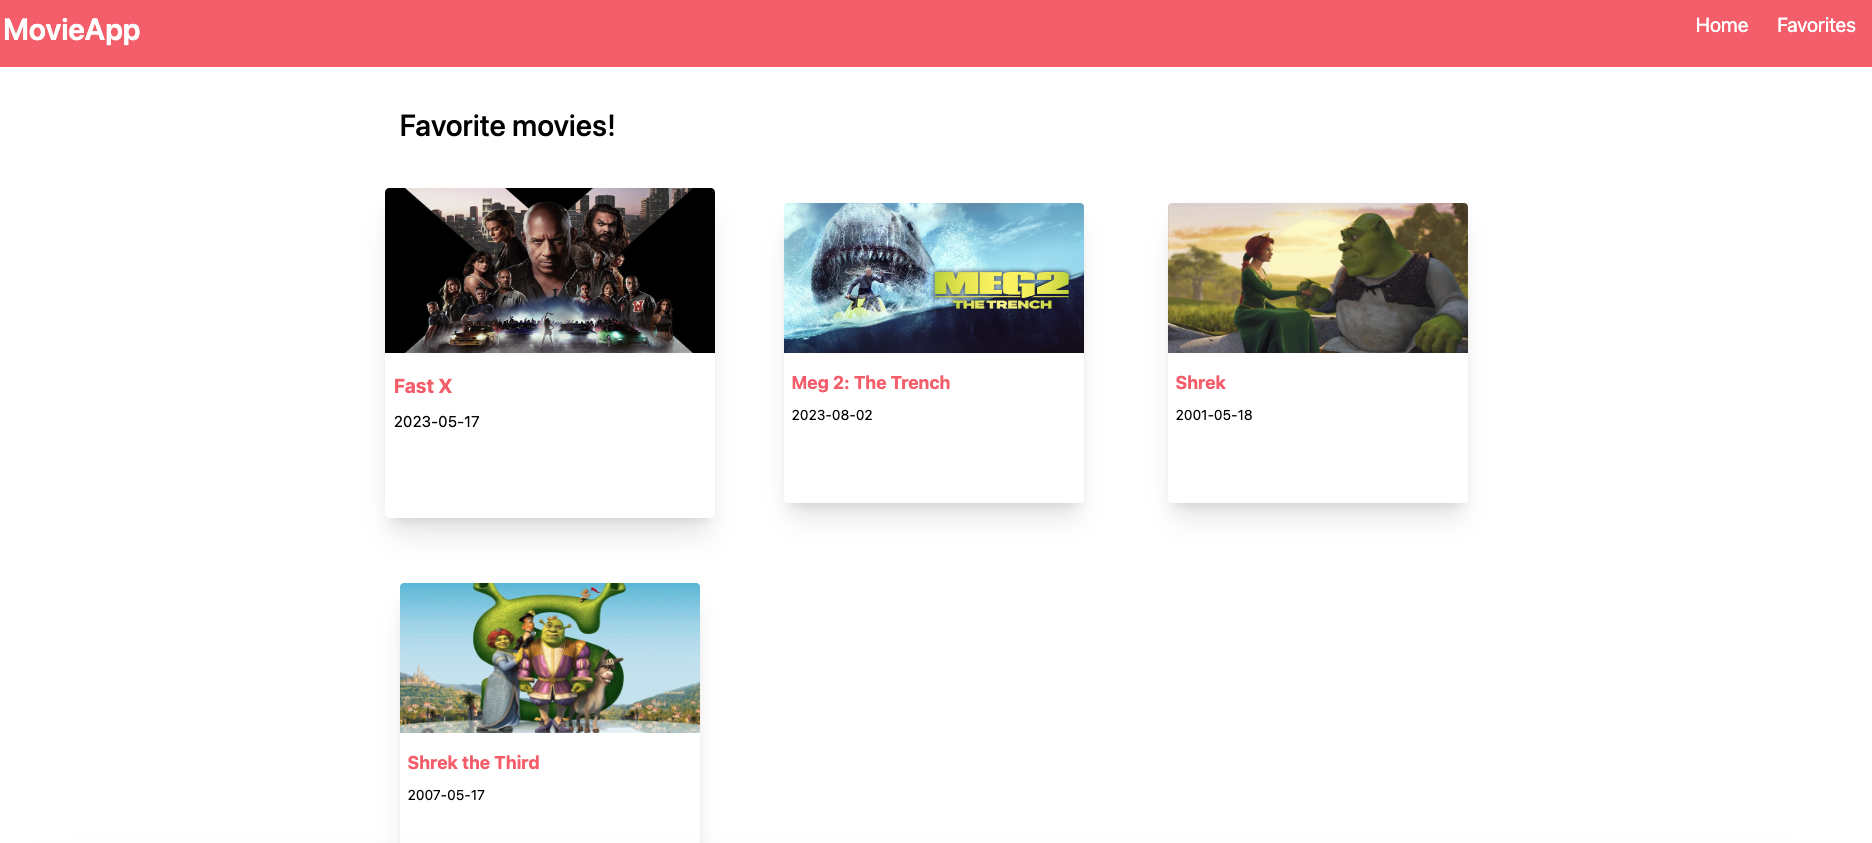 MovieApp
Home
Favorites
Favorite movies!
MEG2
THE TRENCH
Fast X
2023-05-17
Meg 2: The Trench
2023-08-02
Shrek
2001-05-18
Shrek the Third
2007-05-17